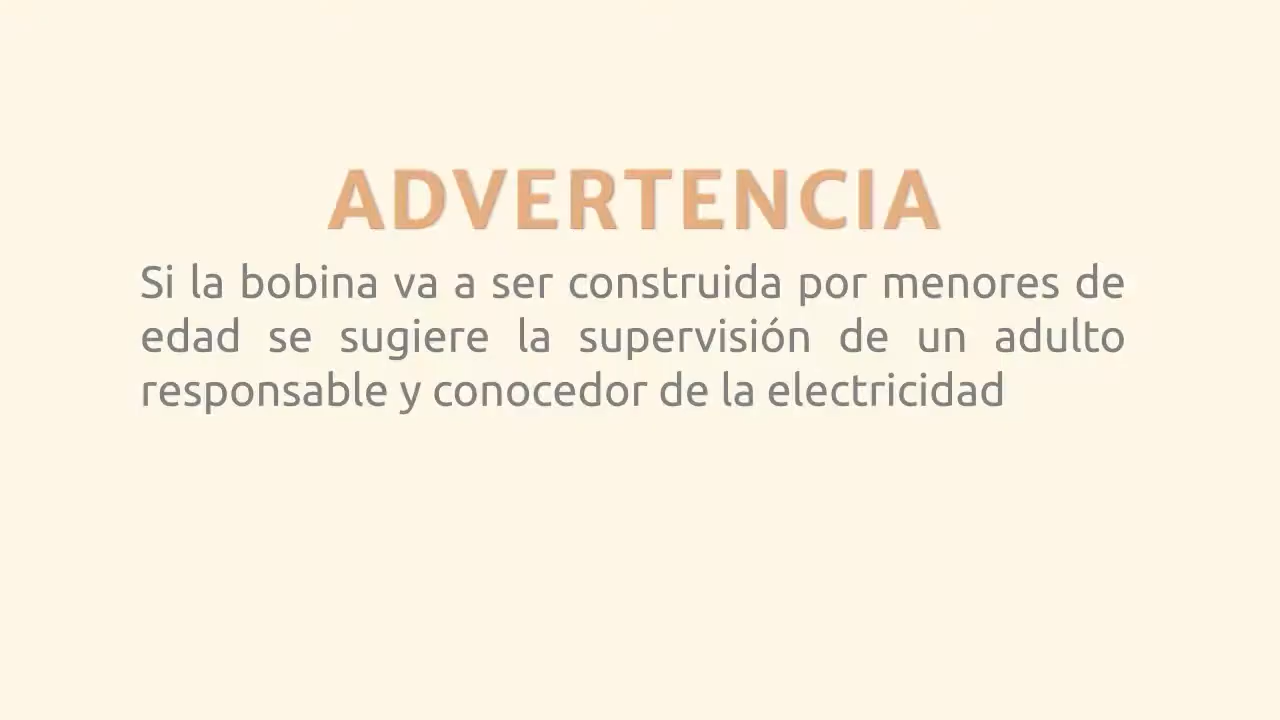 ADVERTENCIA
Si la bobina va a ser construida por menores de
edad se sugiere la supervisión de un adulto
responsable y conocedor de la electricidad